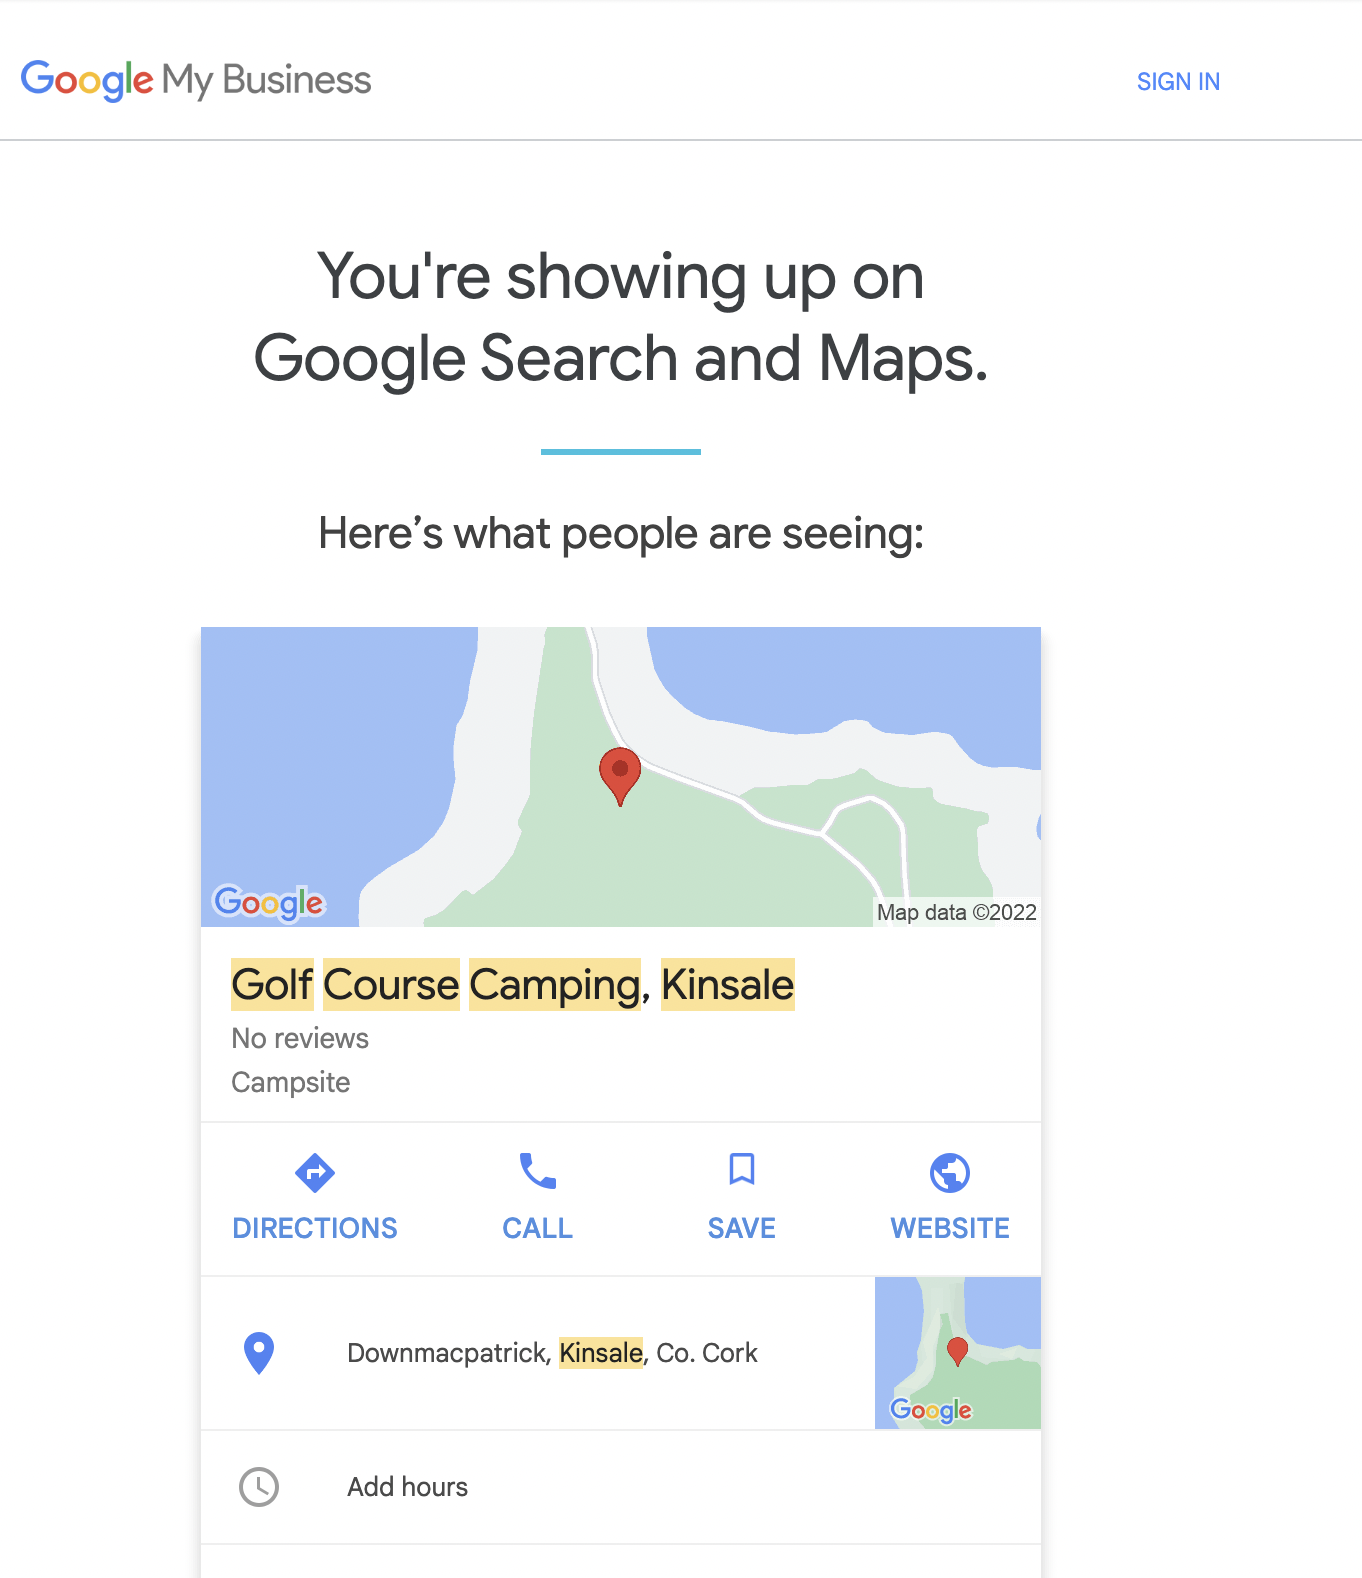 Google My Business
SIGN IN
You're showing up on
Google Search and Maps.
Here’s what people are seeing:
Google
Map data ©2022
Golf Course Camping, Kinsale
No reviews
Campsite
DIRECTIONS
CALL
SAVE
WEBSITE
Downmacpatrick, Kinsale, Co. Cork
Google
Add hours